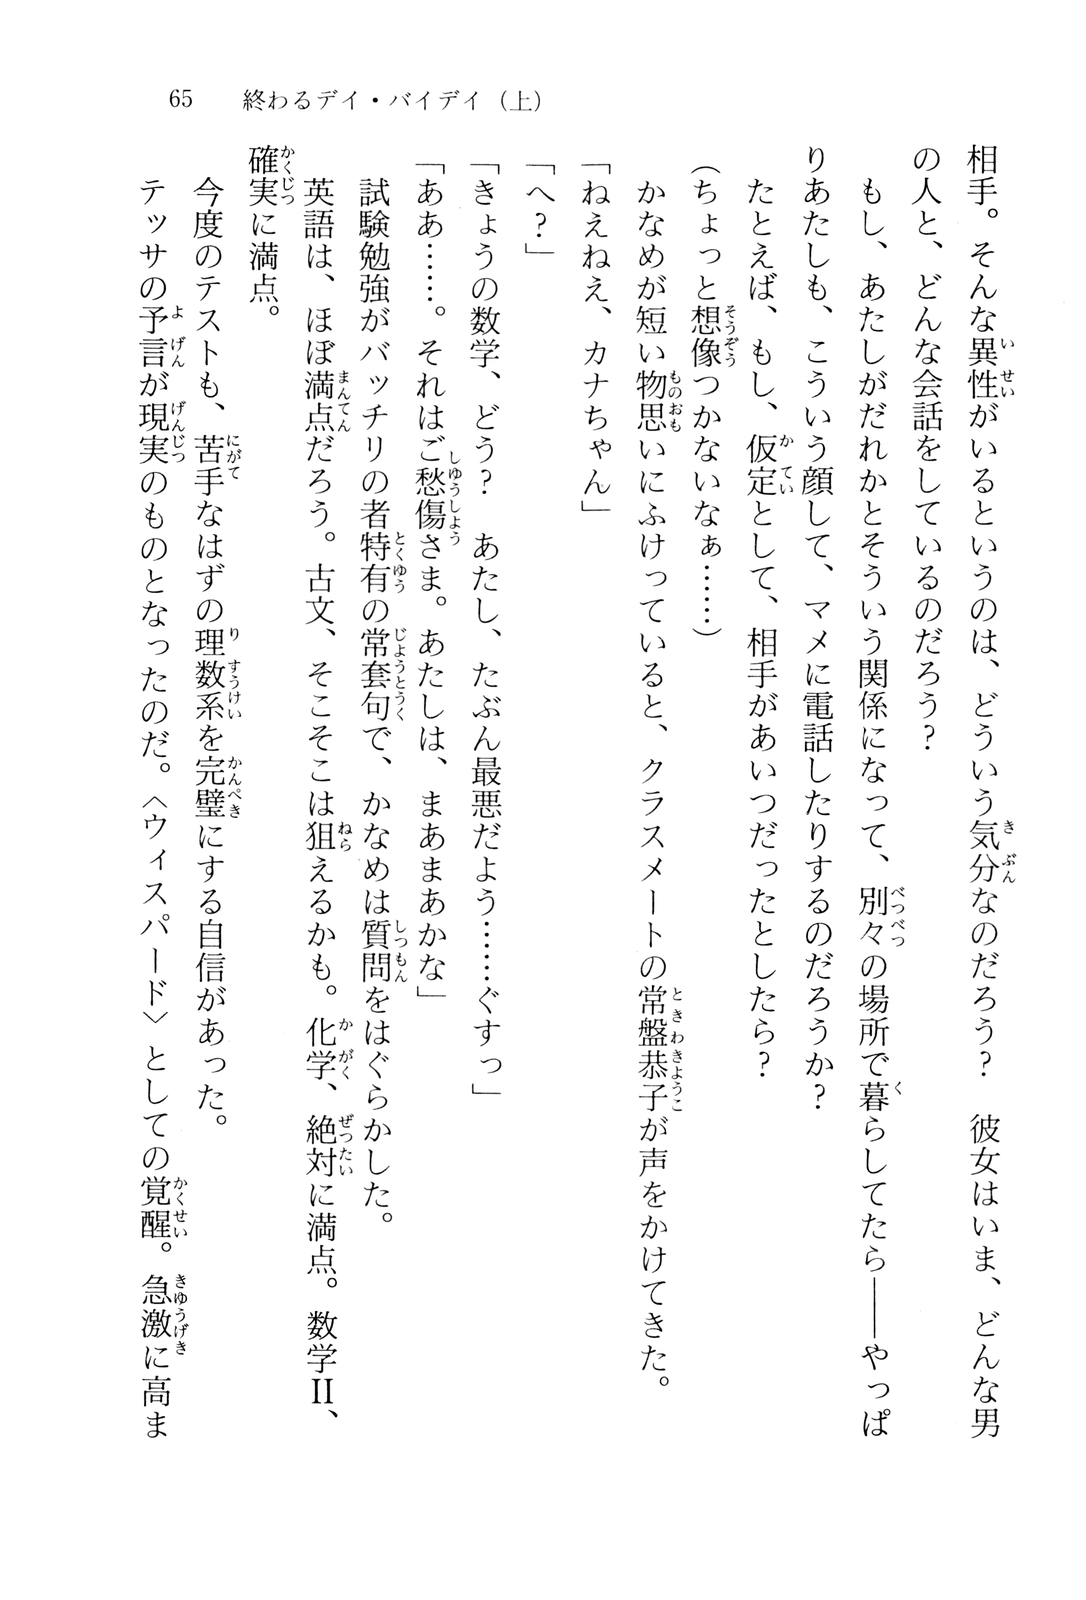 65　終わるデイ・バイデイ（上）
相手。そんな異性がいるというのは、どういう気分なのだろう？　彼女はいま、どんな男
の人と、どんな会話をしているのだろう？
もし、あたしがだれかとそういう関係になって、別々の場所で暮らしてたら――やっぱ
りあたしも、こういう顔して、マメに電話したりするのだろうか？
たとえば、もし、仮定として、相手があいつだったとしたら？
（ちょっと想像つかないなぁ……）
かなめが短い物思いにふけっていると、クラスメートの常盤恭子が声をかけてきた。
「ねえねえ、カナちゃん」
「へ？」
「きょうの数学、どう？　あたし、たぶん最悪だよう……ぐすっ」
「ああ……。それはご愁傷さま。あたしは、まあまあかな」
試験勉強がバッチリの者特有の常套句で、かなめは質問をはぐらかした。
英語は、ほぼ満点だろう。古文、そこそこは狙えるかも。化学、絶対に満点。数学II、
確実に満点。
今度のテストも、苦手なはずの理数系を完璧にする自信があった。
テッサの予言が現実のものとなったのだ。〈ウィスパード〉としての覚醒。急激に高ま